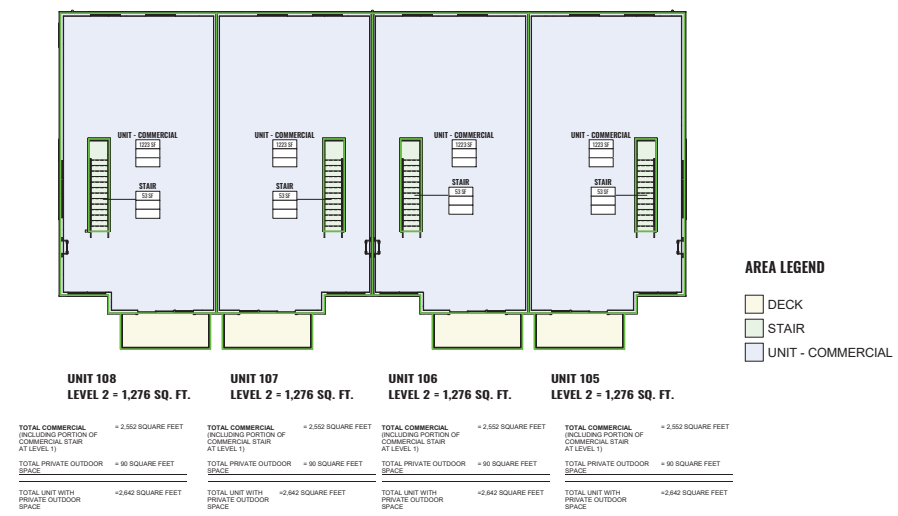 UNIT - COMMERCIAL
1223 SF
STAIR
53 SF
UNIT - COMMERCIAL
1223 SF
STAIR
53 SF
UNIT - COMMERCIAL
1223 SF
STAIR
53 SF
UNIT - COMMERCIAL
1223 SF
STAIR
53 SF
AREA LEGEND
DECK
STAIR
UNIT - COMMERCIAL
UNIT 108
LEVEL 2 = 1,276 SQ. FT.
UNIT 107
LEVEL 2 = 1,276 SQ. FT.
UNIT 106
LEVEL 2 = 1,276 SQ. FT.
UNIT 105
LEVEL 2 = 1,276 SQ. FT.
TOTAL COMMERCIAL = 2,552 SQUARE FEET
(INCLUDING PORTION OF
COMMERCIAL STAIR
AT LEVEL 1)
TOTAL PRIVATE OUTDOOR = 90 SQUARE FEET
SPACE
TOTAL UNIT WITH =2,642 SQUARE FEET
PRIVATE OUTDOOR
SPACE
TOTAL COMMERCIAL = 2,552 SQUARE FEET
(INCLUDING PORTION OF
COMMERCIAL STAIR
AT LEVEL 1)
TOTAL PRIVATE OUTDOOR = 90 SQUARE FEET
SPACE
TOTAL UNIT WITH =2,642 SQUARE FEET
PRIVATE OUTDOOR
SPACE
TOTAL COMMERCIAL = 2,552 SQUARE FEET
(INCLUDING PORTION OF
COMMERCIAL STAIR
AT LEVEL 1)
TOTAL PRIVATE OUTDOOR = 90 SQUARE FEET
SPACE
TOTAL UNIT WITH =2,642 SQUARE FEET
PRIVATE OUTDOOR
SPACE
TOTAL COMMERCIAL = 2,552 SQUARE FEET
(INCLUDING PORTION OF
COMMERCIAL STAIR
AT LEVEL 1)
TOTAL PRIVATE OUTDOOR = 90 SQUARE FEET
SPACE
TOTAL UNIT WITH =2,642 SQUARE FEET
PRIVATE OUTDOOR
SPACE